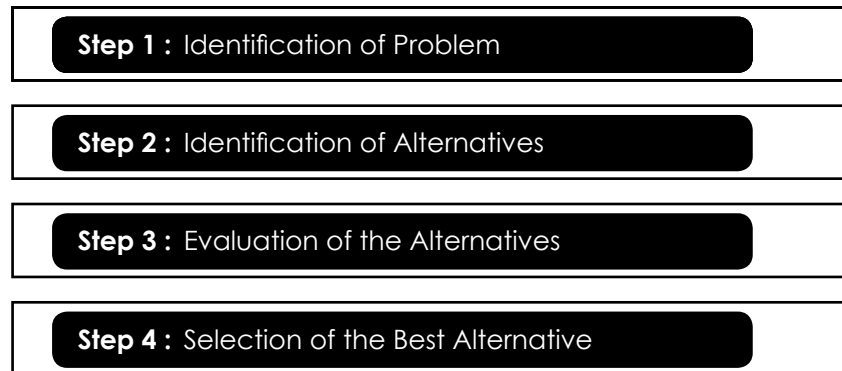 Step 1 : Identification of Problem
Step 2 : Identification of Alternatives
Step 3 : Evaluation of the Alternatives
Step 4 : Selection of the Best Alternative